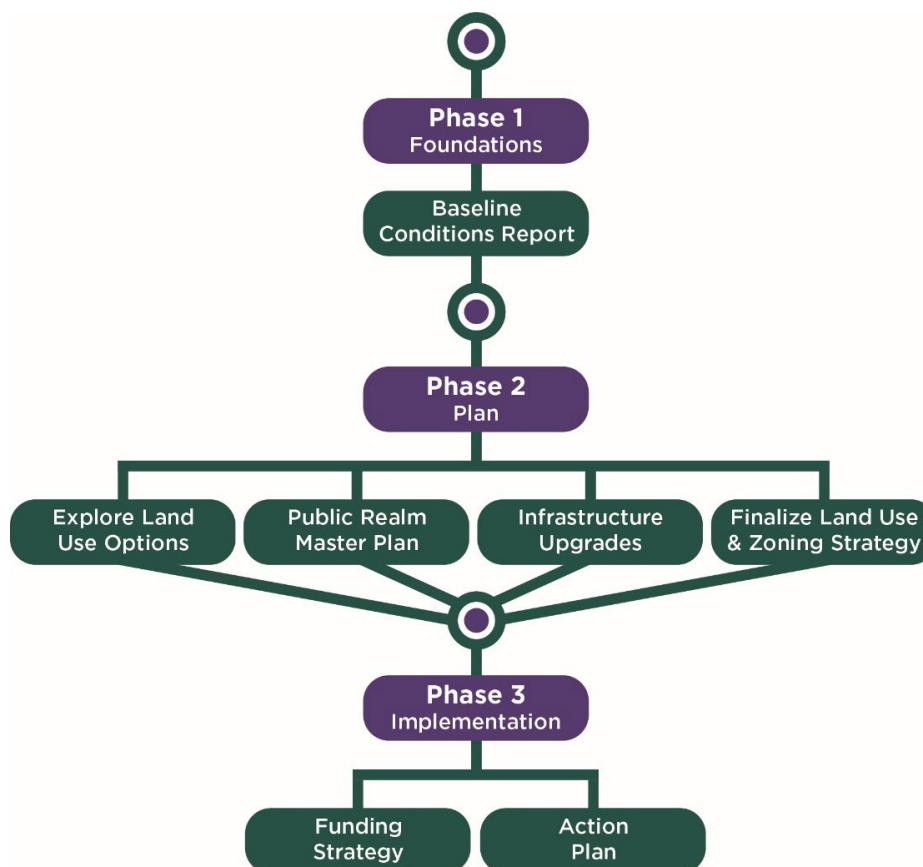 Phase 1
Foundations
Baseline
Conditions Report
Phase 2
Plan
Explore Land
Use Options
Public Realm
Master Plan
Infrastructure
Upgrades
Finalize Land Use
& Zoning Strategy
Phase 3
Implementation
Funding
Strategy
Action
Plan